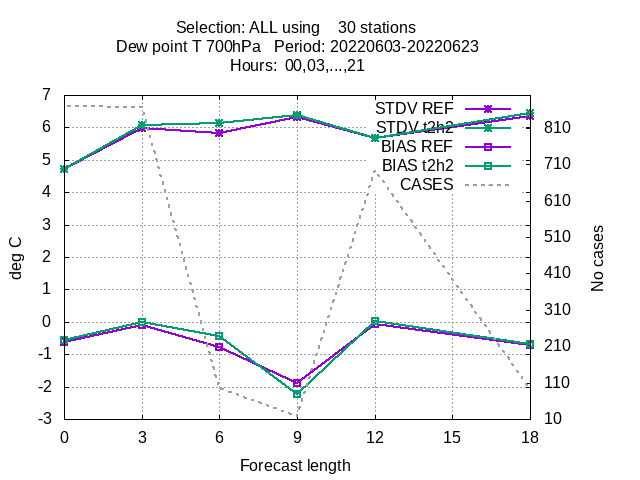 Selection: ALL using    30 stations
Dew point T 700hPa   Period: 20220603-20220623
Hours:  00,03,...,21
7
6
5
4
3
2
1
0
-1
-2
-3
deg C
STDV REF
STDV t2h2
BIAS REF
BIAS t2h2
CASES
810
710
610
510
410
310
210
110
10
No cases
0 3 6 9 12 15 18
Forecast length